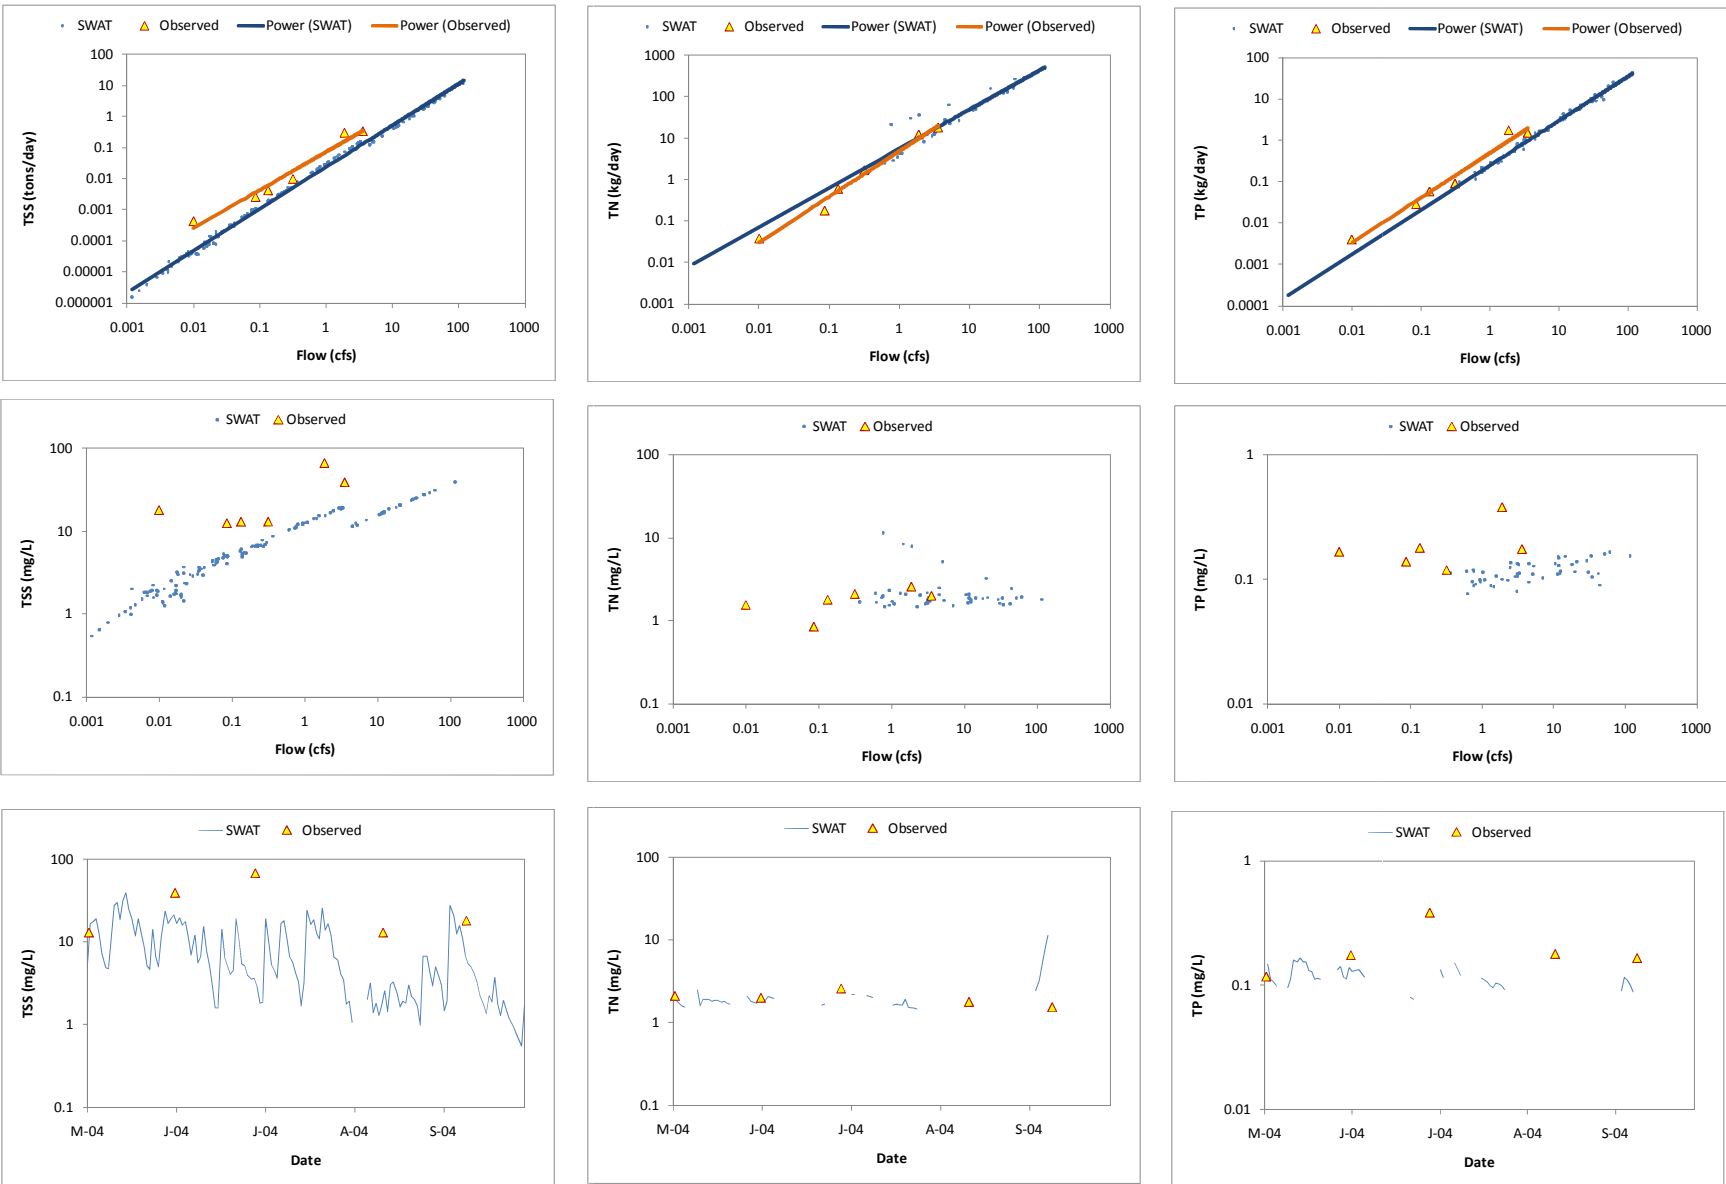 SWAT Observed Power (SWAT) Power (Observed)
100
10
1
0.1
0.01
0.001
0.0001
0.00001
0.000001
TSS (tons/day)
0.001 0.01 0.1 1 10 100 1000
Flow (cfs)
SWAT Observed Power (SWAT) Power (Observed)
1000
100
10
1
0.1
0.01
0.001
TN (kg/day)
0.001 0.01 0.1 1 10 100 1000
Flow (cfs)
SWAT Observed Power (SWAT) Power (Observed)
100
10
1
0.1
0.01
0.001
0.0001
TP (kg/day)
0.001 0.01 0.1 1 10 100 1000
Flow (cfs)
SWAT Observed
100
10
1
0.1
TSS (mg/L)
0.001 0.01 0.1 1 10 100 1000
Flow (cfs)
SWAT Observed
100
10
1
0.1
TN (mg/L)
0.001 0.01 0.1 1 10 100 1000
Flow (cfs)
SWAT Observed
1
0.1
0.01
TP (mg/L)
0.001 0.01 0.1 1 10 100 1000
Flow (cfs)
SWAT Observed
100
10
1
0.1
TSS (mg/L)
M-04 J-04 J-04 A-04 S-04
Date
SWAT Observed
100
10
1
0.1
TN (mg/L)
M-04 J-04 J-04 A-04 S-04
Date
SWAT Observed
1
0.1
0.01
TP (mg/L)
M-04 J-04 J-04 A-04 S-04
Date